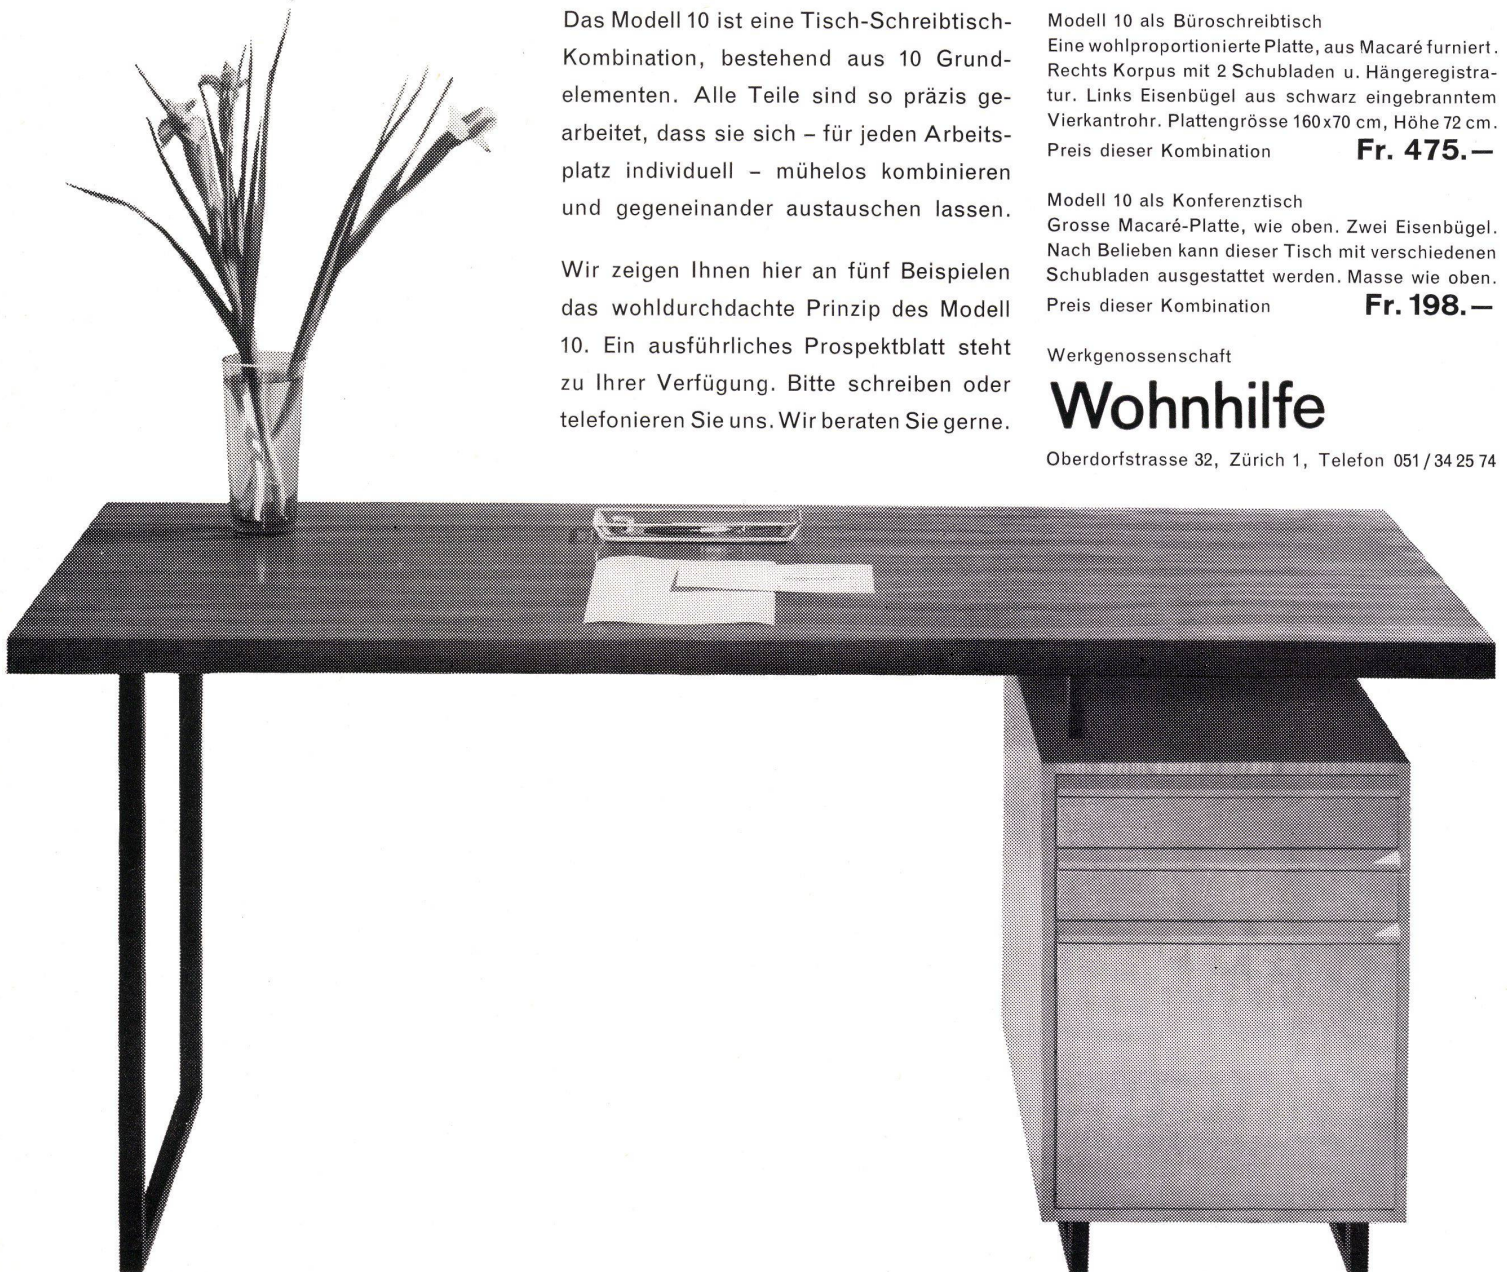 Das Modell 10 ist eine Tisch-Schreibtisch-
Kombination, bestehend aus 10 Grund-
elementen. Alle Teile sind so präzis ge-
arbeitet, dass sie sich – für jeden Arbeits-
platz individuell – mühelos kombinieren
und gegeneinander austauschen lassen.
Wir zeigen Ihnen hier an fünf Beispielen
das wohldurchdachte Prinzip des Modell
10. Ein ausführliches Prospektblatt steht
zu Ihrer Verfügung. Bitte schreiben oder
telefonieren Sie uns. Wir beraten Sie gerne.
Modell 10 als Büroschreibtisch
Eine wohlproportionierte Platte, aus Macaré furniert.
Rechts Korpus mit 2 Schubladen u. Hängeregistra-
tur. Links Eisenbügel aus schwarz eingebranntem
Vierkantrohr. Plattengrösse 160x70 cm, Höhe 72 cm.
Preis dieser Kombination Fr. 475.—
Modell 10 als Konferenztisch
Grosse Macaré-Platte, wie oben. Zwei Eisenbügel.
Nach Belieben kann dieser Tisch mit verschiedenen
Schubladen ausgestattet werden. Masse wie oben.
Preis dieser Kombination Fr. 198.—
Werkgenossenschaft
Wohnhilfe
Oberdorfstrasse 32, Zürich 1, Telefon 051 / 34 25 74